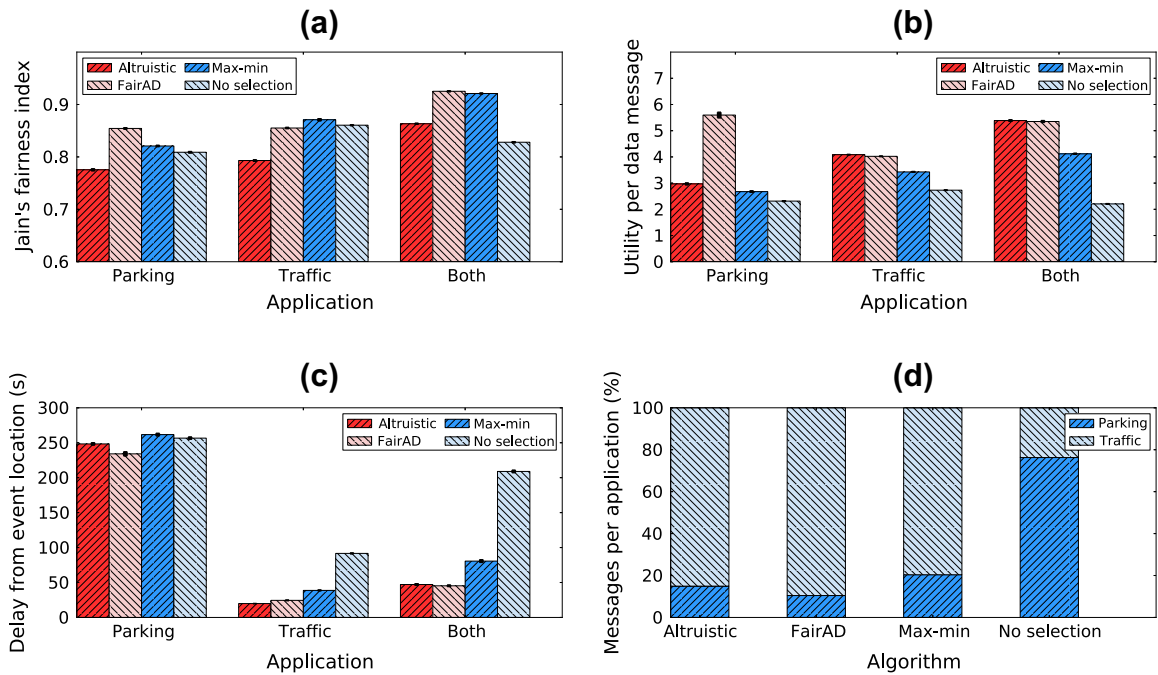 (a)
Jain's fairness index
0.9
0.8
0.7
0.6
Altruistic
FairAD
Max-min
No selection
Parking
Traffic
Both
Application
(b)
Utility per data message
7
6
5
4
3
2
1
0
Altruistic
FairAD
Max-min
No selection
Parking
Traffic
Both
Application
(c)
Delay from event location (s)
300
250
200
150
100
50
0
Altruistic
FairAD
Max-min
No selection
Parking
Traffic
Both
Application
(d)
Messages per application (%)
100
80
60
40
20
0
Parking
Traffic
Altruistic
FairAD
Max-min
No selection
Algorithm